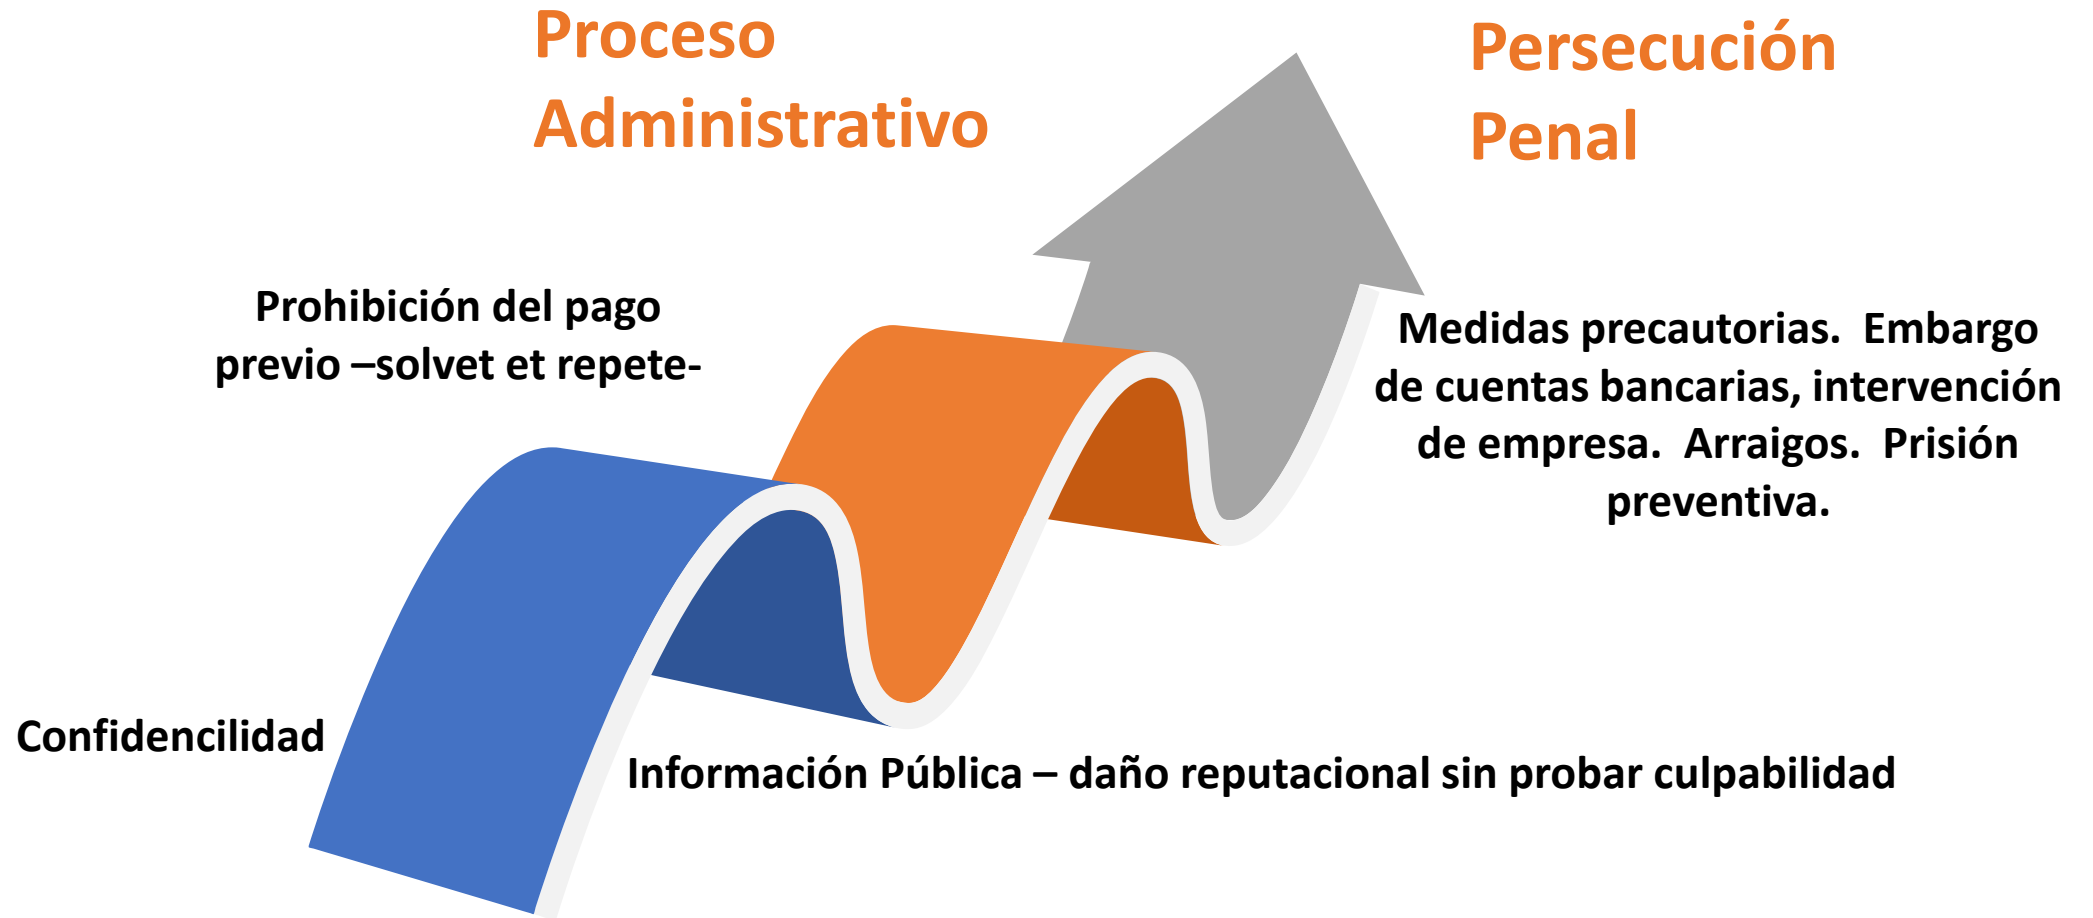 Proceso
Administrativo
Persecución
Penal
Prohibición del pago
previo –solvet et repete-
Medidas precautorias.  Embargo
de cuentas bancarias, intervención
de empresa.  Arraigos.  Prisión
preventiva.
Confidencilidad
Información Pública – daño reputacional sin probar culpabilidad